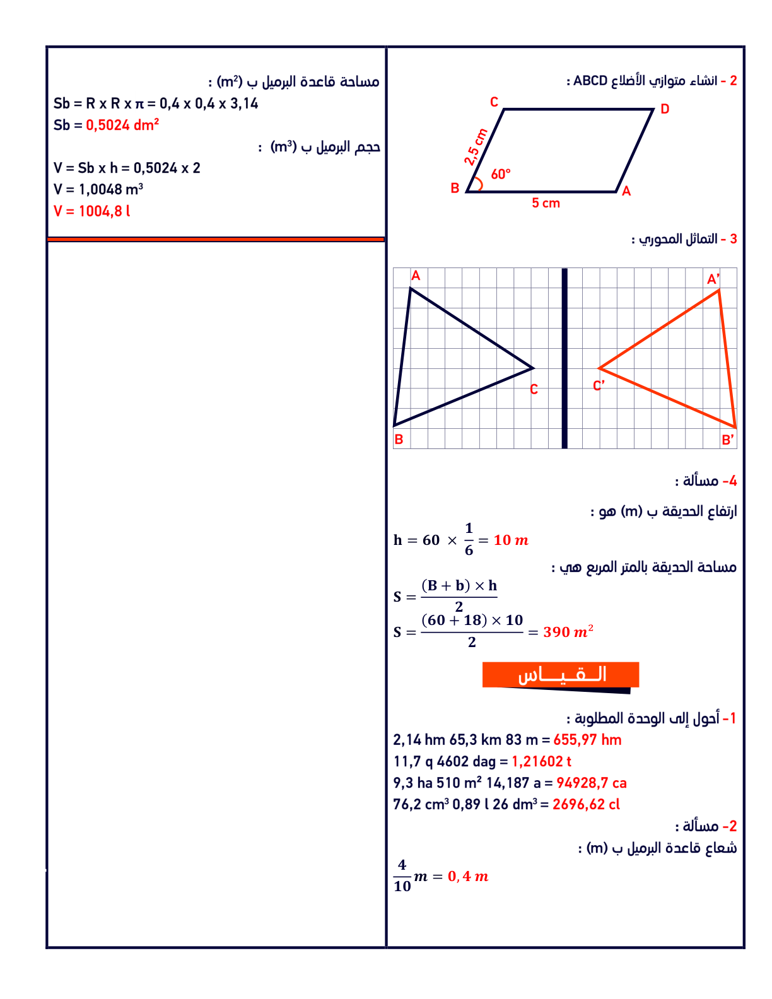 2 - انشاء متوازي الأضلاع ABCD :
C
D
2,5 cm
60°
B
A
5 cm
3 - التماثل المحوري :
A
A’
C
C’
B
B’
4- مسألة :
ارتفاع الحديقة ب (m) هو :
h = 60 × 1/6 = 10 m
مساحة الحديقة بالمتر المربع هي :
S = (B + b) × h / 2
S = (60 + 18) × 10 / 2 = 390 m²
الــقــيــــاس
1- أحول إلى الوحدة المطلوبة :
2,14 hm 65,3 km 83 m = 655,97 hm
11,7 q 4602 dag = 1,21602 t
9,3 ha 510 m² 14,187 a = 94928,7 ca
76,2 cm³ 0,89 l 26 dm³ = 2696,62 cl
2- مسألة :
شعاع قاعدة البرميل ب (m) :
4/10 m = 0,4 m
مساحة قاعدة البرميل ب (m²) :
Sb = R x R x π = 0,4 x 0,4 x 3,14
Sb = 0,5024 dm²
حجم البرميل ب (m³) :
V = Sb x h = 0,5024 x 2
V = 1,0048 m³
V = 1004,8 l